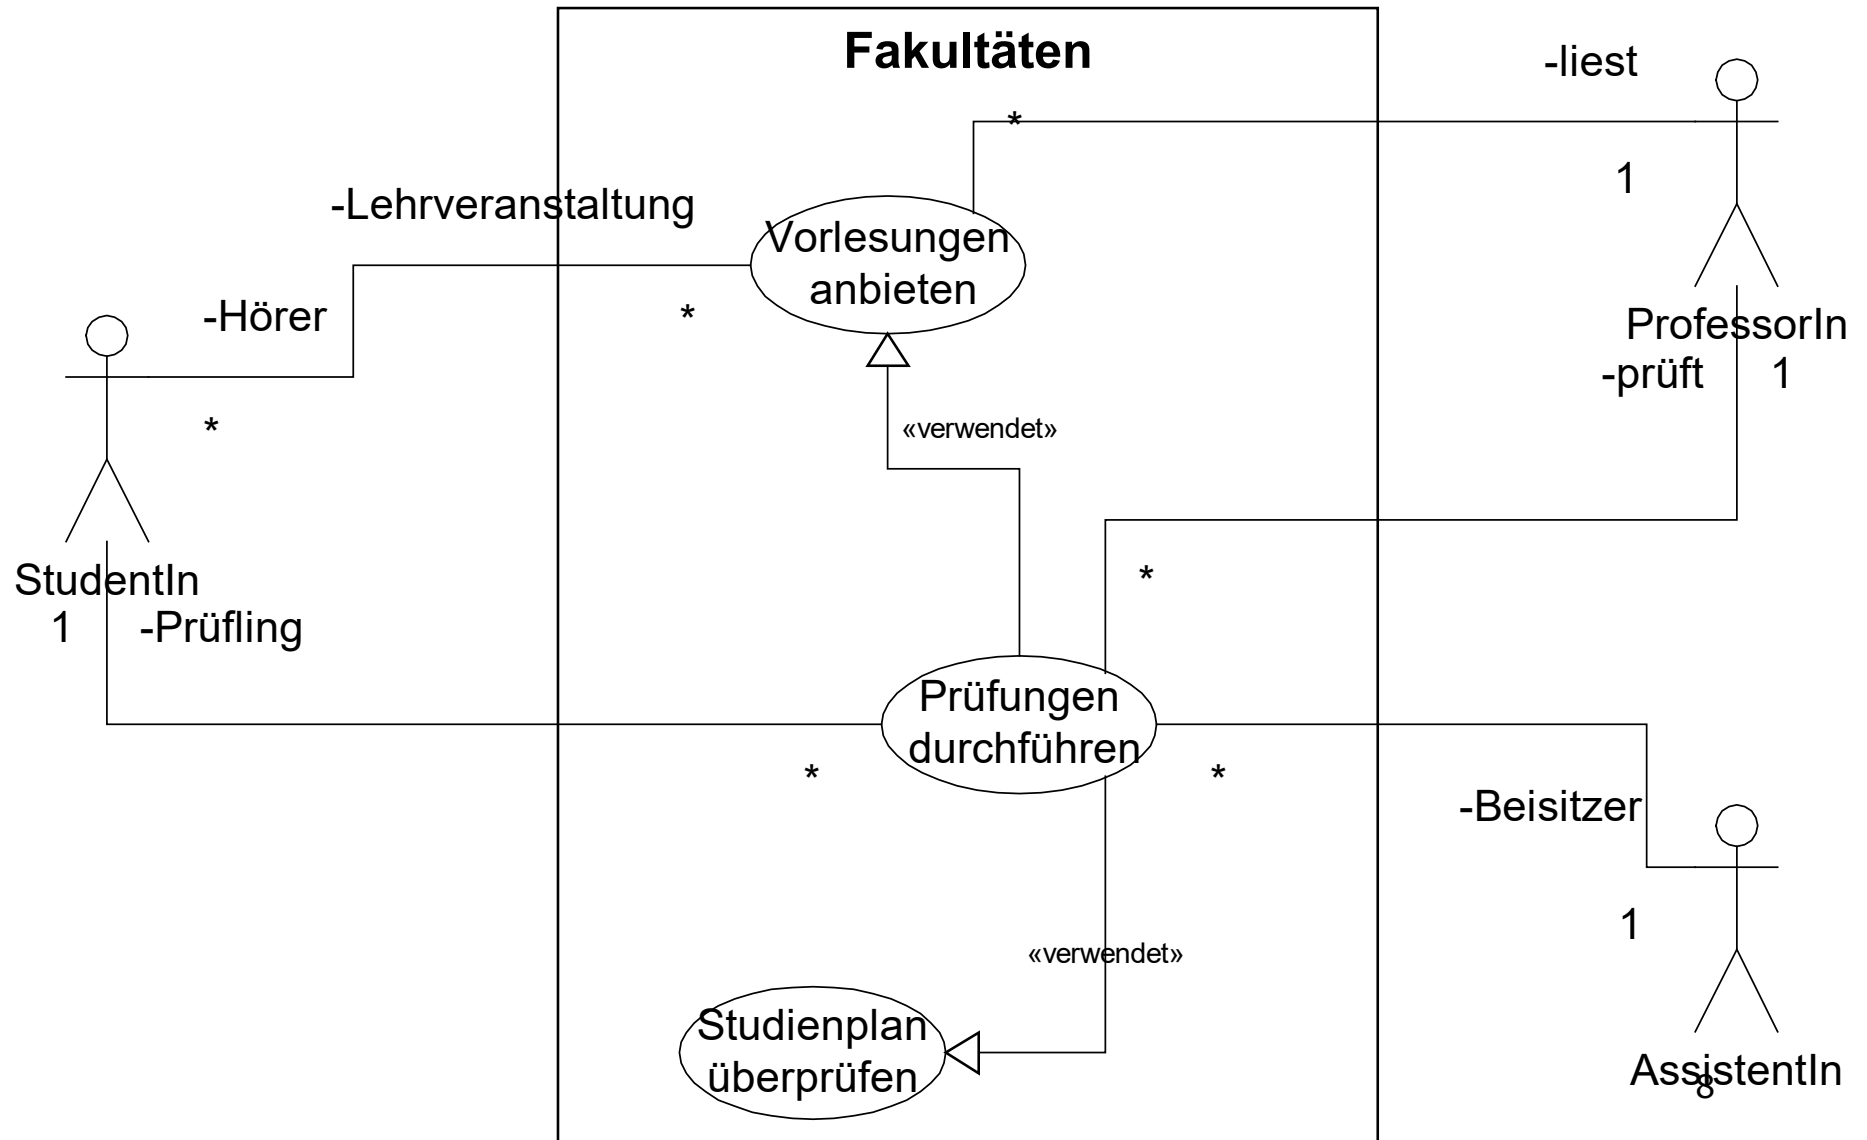 Fakultäten
-liest
*
1
-Lehrveranstaltung
Vorlesungen
anbieten
-Hörer
*
ProfessorIn
-prüft
1
*
«verwendet»
*
StudentIn
1
-Prüfling
Prüfungen
durchführen
*
*
-Beisitzer
1
«verwendet»
Studienplan
überprüfen
AssistentIn
8